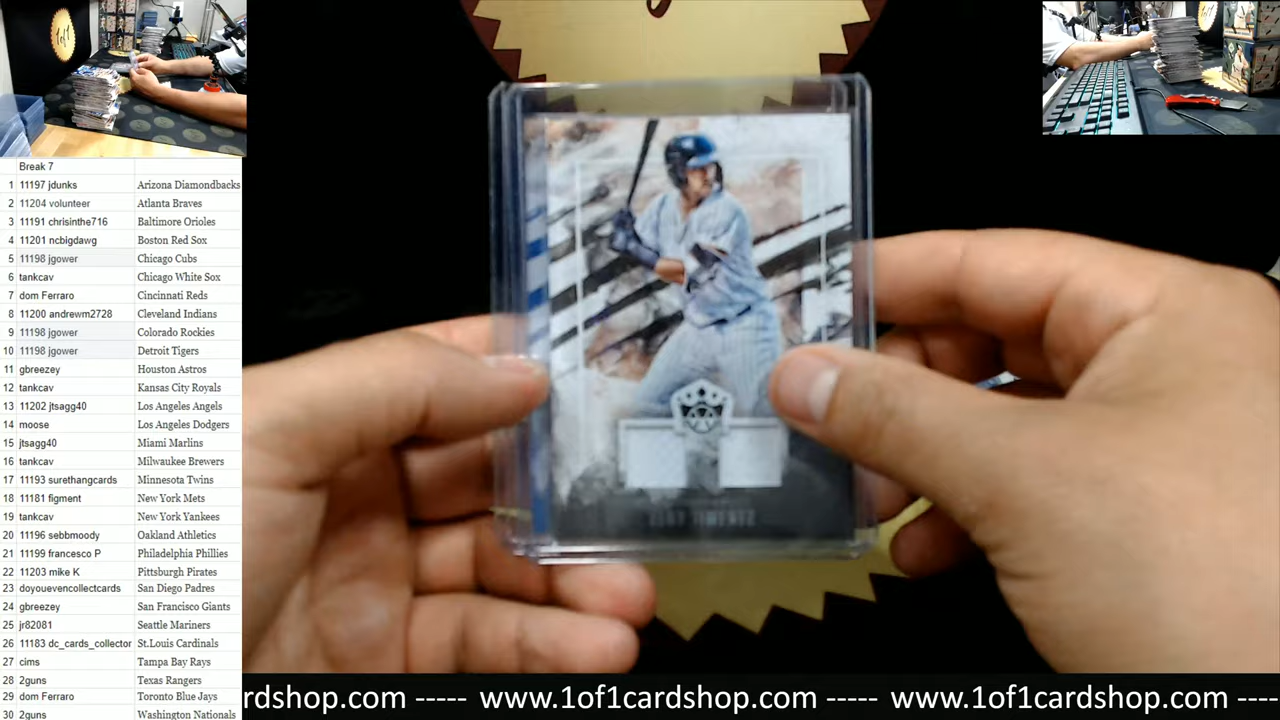 Break 7
1 11197 jdunks Arizona Diamondbacks
2 11204 volunteer Atlanta Braves
3 11191 chrisinthe716 Baltimore Orioles
4 11201 ncbigdawg Boston Red Sox
5 11198 jgower Chicago Cubs
6 tankcav Chicago White Sox
7 dom Ferraro Cincinnati Reds
8 11200 andrewm2728 Cleveland Indians
9 11198 jgower Colorado Rockies
10 11198 jgower Detroit Tigers
11 gbreezey Houston Astros
12 tankcav Kansas City Royals
13 11202 jtsagg40 Los Angeles Angels
14 moose Los Angeles Dodgers
15 jtsagg40 Miami Marlins
16 tankcav Milwaukee Brewers
17 11193 surethangcards Minnesota Twins
18 11181 figment New York Mets
19 tankcav New York Yankees
20 11196 sebbmoody Oakland Athletics
21 11199 francesco P Philadelphia Phillies
22 11203 mike K Pittsburgh Pirates
23 doyouevencollectcards San Diego Padres
24 gbreezey San Francisco Giants
25 jr82081 Seattle Mariners
26 11183 dc_cards_collector St.Louis Cardinals
27 cims Tampa Bay Rays
28 2guns Texas Rangers
29 dom Ferraro Toronto Blue Jays
30 2guns Washington Nationals
1of1
ELOY JIMENEZ
rdshop.com ----- www.1of1cardshop.com ----- www.1of1cardshop.com ---